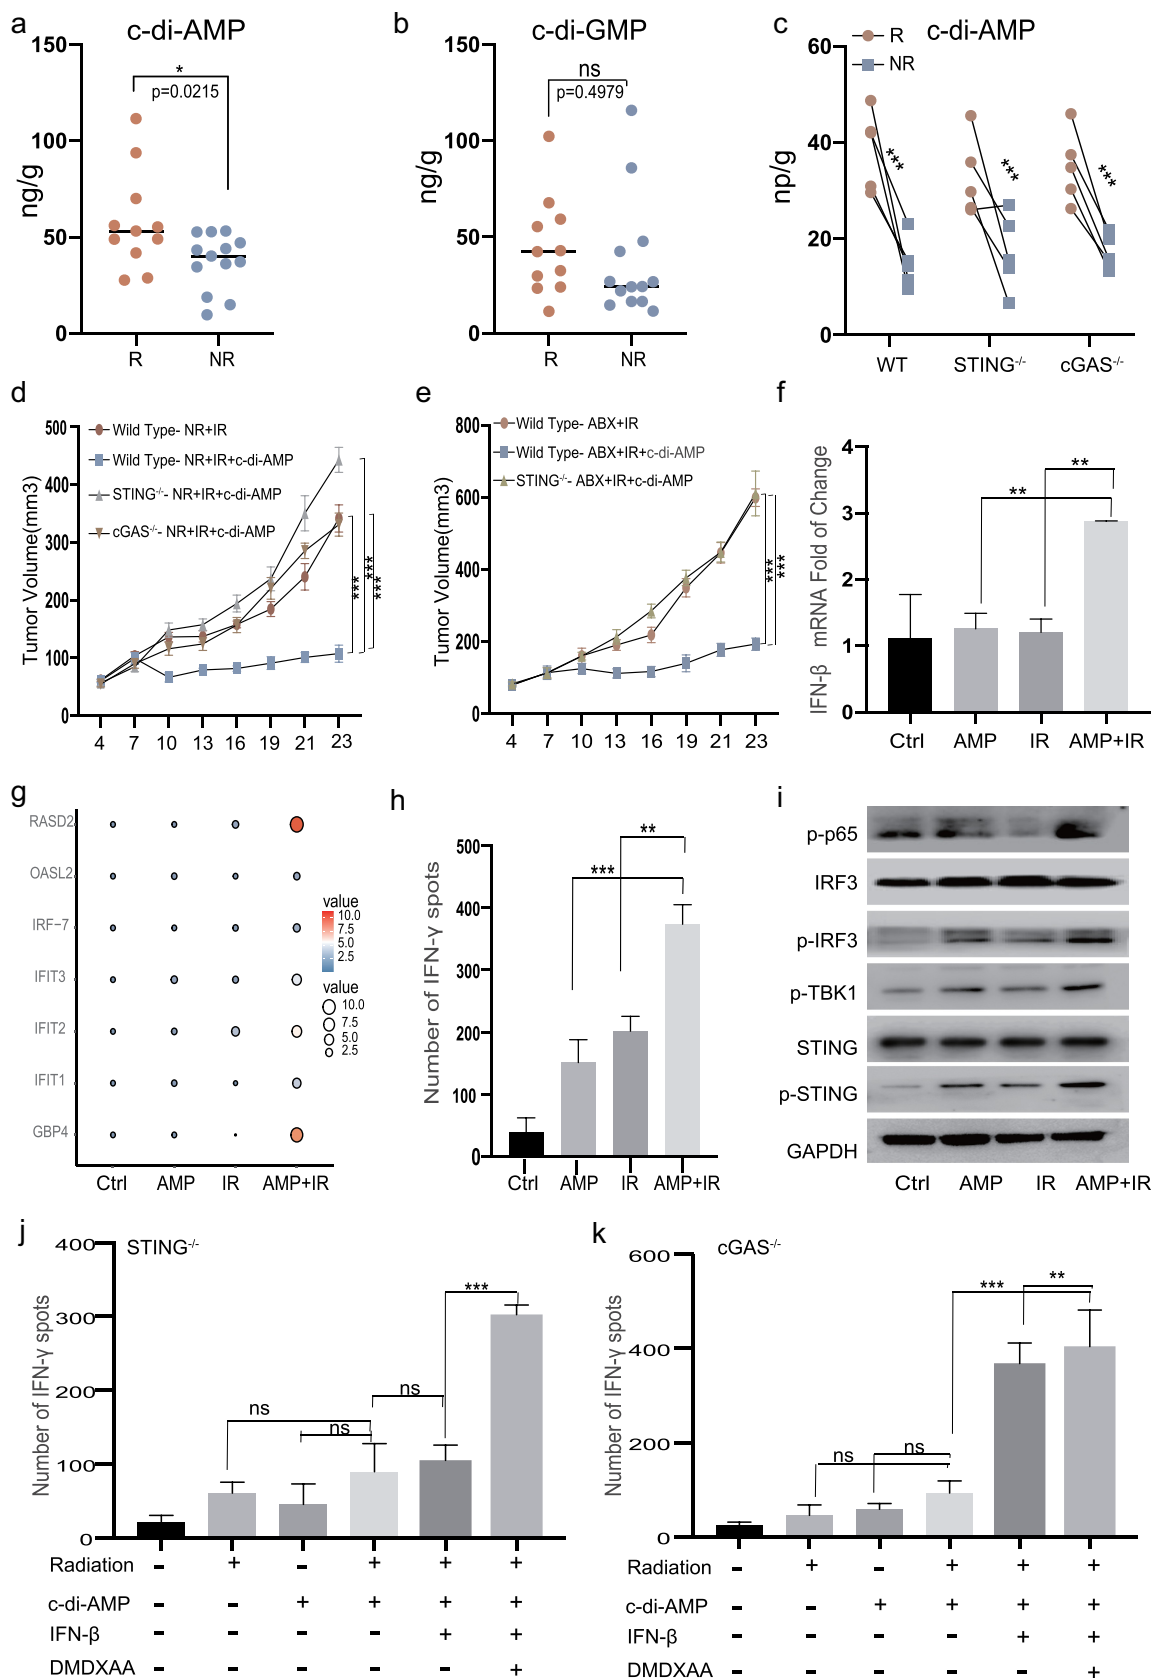 a
c-di-AMP
150
100
50
0
ng/g
*
p=0.0215
R
NR
b
c-di-GMP
150
100
50
0
ng/g
ns
p=0.4979
R
NR
c
c-di-AMP
R
NR
60
40
20
0
np/g
***
***
***
WT
STING-/-
cGAS-/-
d
500
400
300
200
100
0
Tumor Volume(mm3)
Wild Type- NR+IR
Wild Type- NR+IR+c-di-AMP
STING-/-- NR+IR+c-di-AMP
cGAS-/-- NR+IR+c-di-AMP
***
***
***
4 7 10 13 16 19 21 23
e
800
600
400
200
0
Tumor Volume(mm3)
Wild Type- ABX+IR
Wild Type- ABX+IR+c-di-AMP
STING-/-- ABX+IR+c-di-AMP
***
***
4 7 10 13 16 19 21 23
f
4
3
2
1
0
IFN-β mRNA Fold of Change
**
**
Ctrl AMP IR AMP+IR
g
RASD2
OASL2
IRF-7
IFIT3
IFIT2
IFIT1
GBP4
value
10.0
7.5
5.0
2.5
value
10.0
7.5
5.0
2.5
Ctrl AMP IR AMP+IR
h
500
400
300
200
100
0
Number of IFN-γ spots
**
***
Ctrl AMP IR AMP+IR
i
p-p65
IRF3
p-IRF3
p-TBK1
STING
p-STING
GAPDH
Ctrl AMP IR AMP+IR
j
STING-/-
400
300
200
100
0
Number of IFN-γ spots
ns
ns
ns
***
Radiation - + - + + +
c-di-AMP - - + + + +
IFN-β - - - - + +
DMDXAA - - - - - +
k
cGAS-/-
600
400
200
0
Number of IFN-γ spots
ns
ns
***
**
Radiation - + - + + +
c-di-AMP - - + + + +
IFN-β - - - - + +
DMDXAA - - - - - +